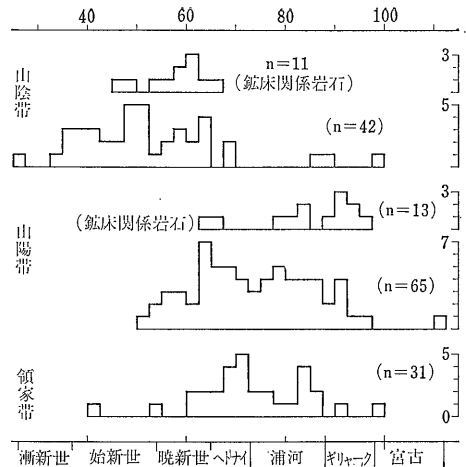 40 60 80 100
山陰帯
n=11
(鉱床関係岩石)
3
(n=42)
5
山陽帯
(鉱床関係岩石)
(n=13)
3
(n=65)
7
領家帯
(n=31)
5
0
漸新世 始新世 暁新世 ヘトナイ 浦河 ギリャーク 宮古